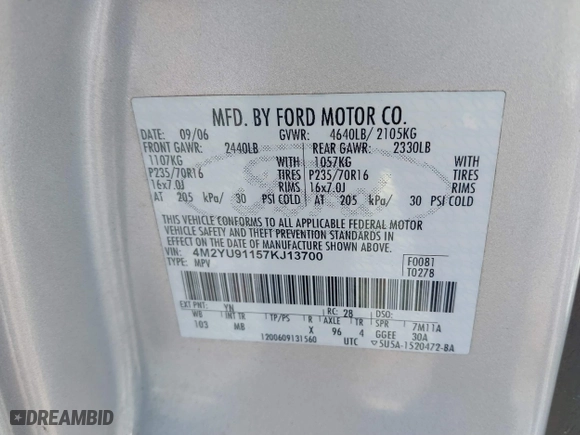 MFD. BY FORD MOTOR CO.
DATE: 09/06 GVWR: 4640LB/ 2105KG
FRONT GAWR: 2440LB REAR GAWR: 2330LB
1107KG WITH 1057KG WITH
P235/70R16 TIRES P235/70R16 TIRES
16x7.0J RIMS 16x7.0J RIMS
AT 205 kPa/ 30 PSI COLD AT 205 kPa/ 30 PSI COLD
THIS VEHICLE CONFORMS TO ALL APPLICABLE FEDERAL MOTOR
VEHICLE SAFETY AND THEFT PREVENTION STANDARDS IN
EFFECT ON THE DATE OF MANUFACTURE SHOWN ABOVE.
VIN: 4M2YU91157KJ13700 F0081
TYPE: MPV T0278
EXT PNT: YN RC: 28 DSO:
WB INT TR TP/PS R AXLE TR SPR 7M11A
103 MB X 96 4 GGEE 30A
1200609131560 UTC ▽5U5A-1520472-BA
DREAMBID